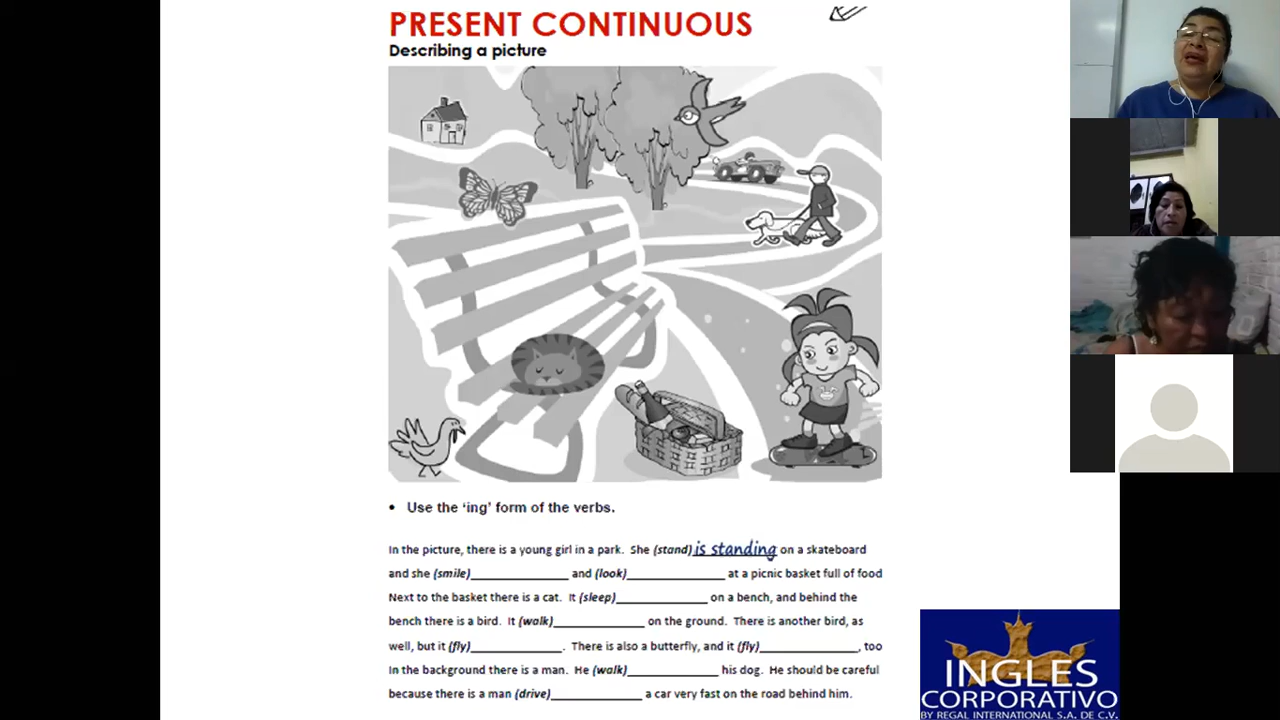 PRESENT CONTINUOUS
Describing a picture
• Use the ‘ing’ form of the verbs.
In the picture, there is a young girl in a park. She (stand) is standing on a skateboard
and she (smile)______________ and (look)______________ at a picnic basket full of food
Next to the basket there is a cat. It (sleep)______________ on a bench, and behind the
bench there is a bird. It (walk)______________ on the ground. There is another bird, as
well, but it (fly)______________. There is also a butterfly, and it (fly)______________, too
In the background there is a man. He (walk)______________ his dog. He should be careful
because there is a man (drive)______________ a car very fast on the road behind him.
INGLES
CORPORATIVO
BY REGAL INTERNATIONAL S.A. DE C.V.